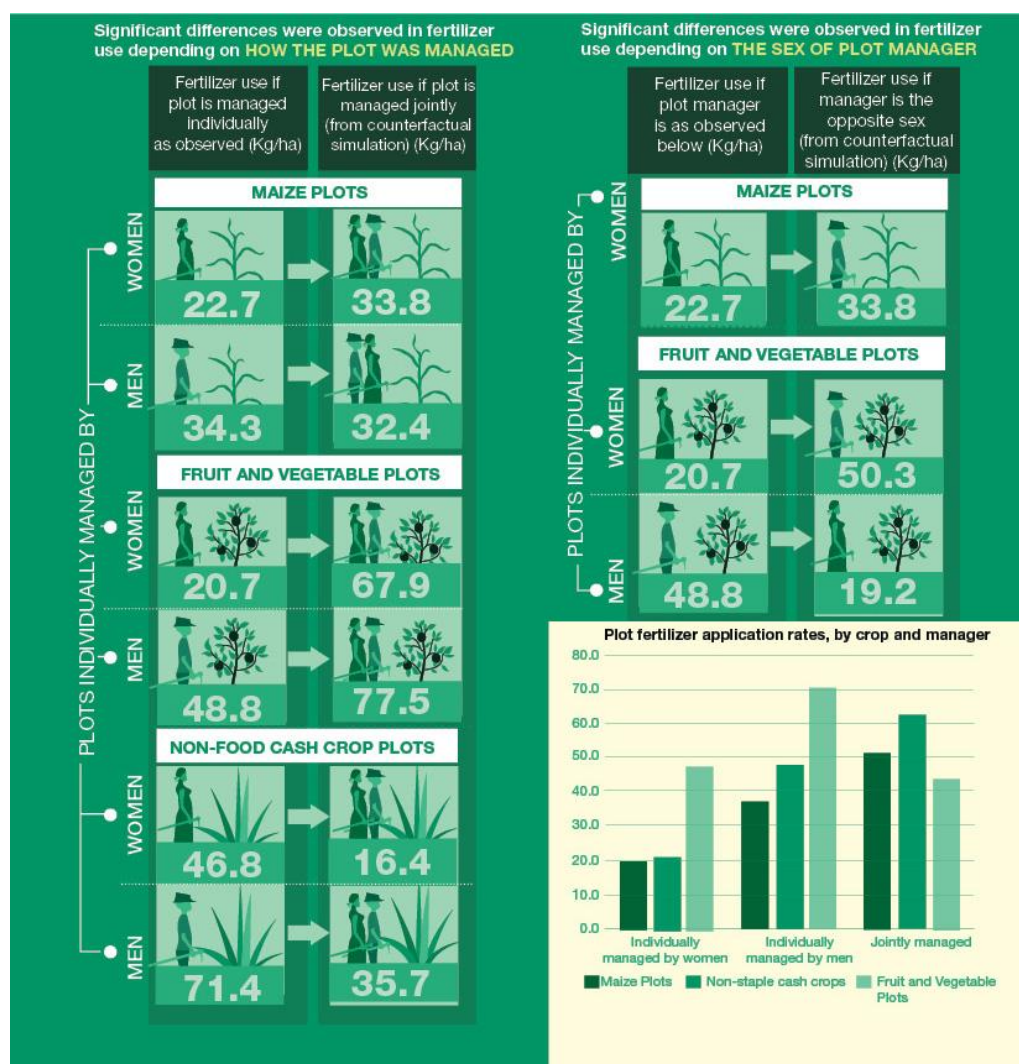 Significant differences were observed in fertilizer
use depending on HOW THE PLOT WAS MANAGED
Fertilizer use if
plot is managed
individually
as observed (Kg/ha)
Fertilizer use if plot is
managed jointly
(from counterfactual
simulation) (Kg/ha)
PLOTS INDIVIDUALLY MANAGED BY
MAIZE PLOTS
WOMEN
22.7
33.8
MEN
34.3
32.4
FRUIT AND VEGETABLE PLOTS
WOMEN
20.7
67.9
MEN
48.8
77.5
NON-FOOD CASH CROP PLOTS
WOMEN
46.8
16.4
MEN
71.4
35.7
Significant differences were observed in fertilizer
use depending on THE SEX OF PLOT MANAGER
Fertilizer use if
plot manager
is as observed
below (Kg/ha)
Fertilizer use if
manager is the
opposite sex
(from counterfactual
simulation) (Kg/ha)
PLOTS INDIVIDUALLY MANAGED BY
MAIZE PLOTS
WOMEN
22.7
33.8
FRUIT AND VEGETABLE PLOTS
WOMEN
20.7
50.3
MEN
48.8
19.2
Plot fertilizer application rates, by crop and manager
80.0
70.0
60.0
50.0
40.0
30.0
20.0
10.0
0.0
Individually
managed by women
Individually
managed by men
Jointly managed
Maize Plots
Non-staple cash crops
Fruit and Vegetable
Plots